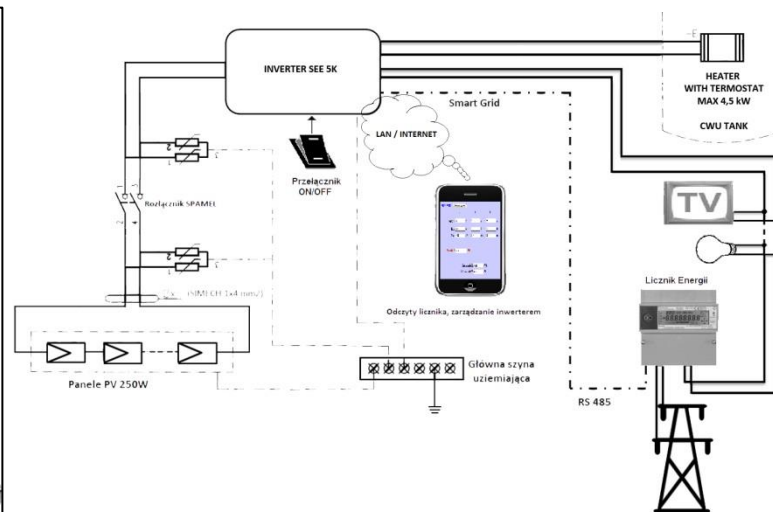 INVERTER SEE 5K
HEATER
WITH TERMOSTAT
MAX 4,5 kW
CWU TANK
Smart Grid
LAN / INTERNET
Przełącznik
ON/OFF
Rozłącznik SPAMEL
TV
Licznik Energii
Odczyty licznika, zarządzanie inwerterem
Główna szyna
uziemiająca
Panele PV 250W
RS 485